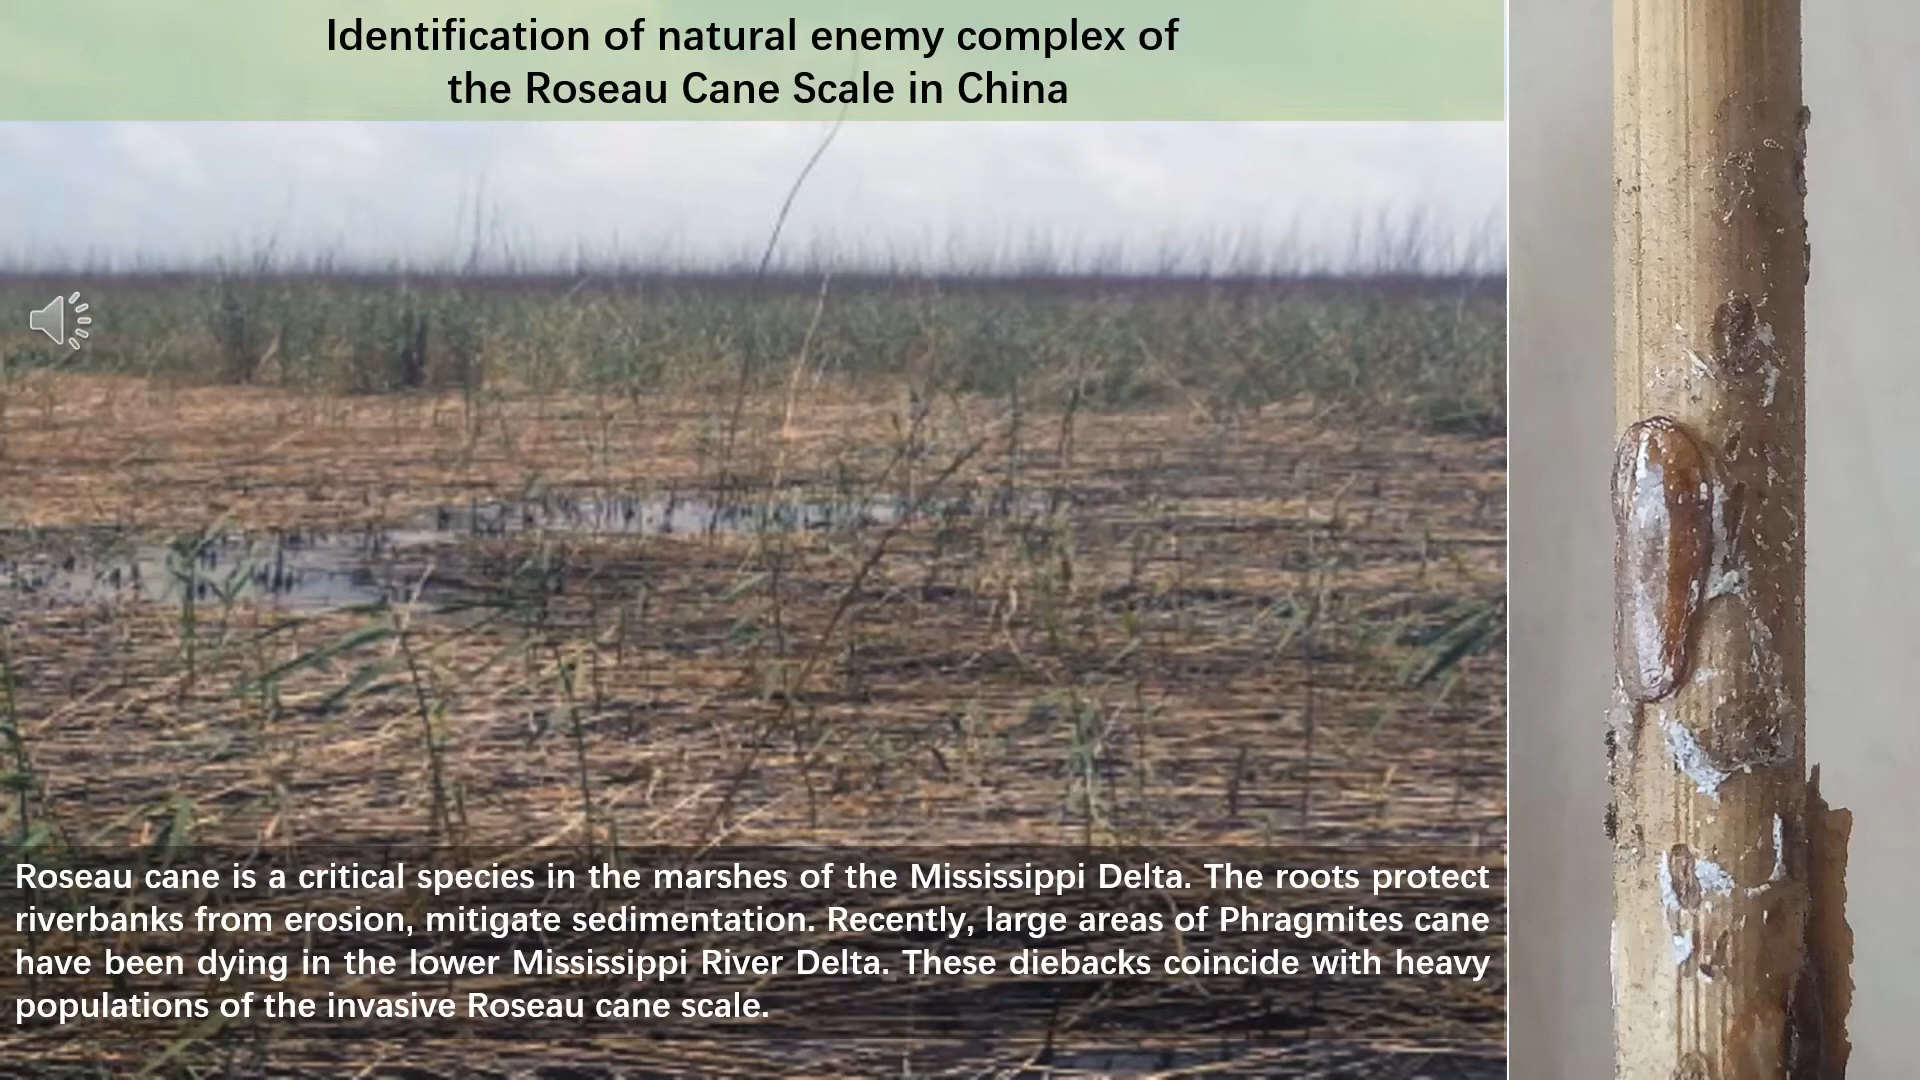 Identification of natural enemy complex of
the Roseau Cane Scale in China
Roseau cane is a critical species in the marshes of the Mississippi Delta. The roots protect
riverbanks from erosion, mitigate sedimentation. Recently, large areas of Phragmites cane
have been dying in the lower Mississippi River Delta. These diebacks coincide with heavy
populations of the invasive Roseau cane scale.